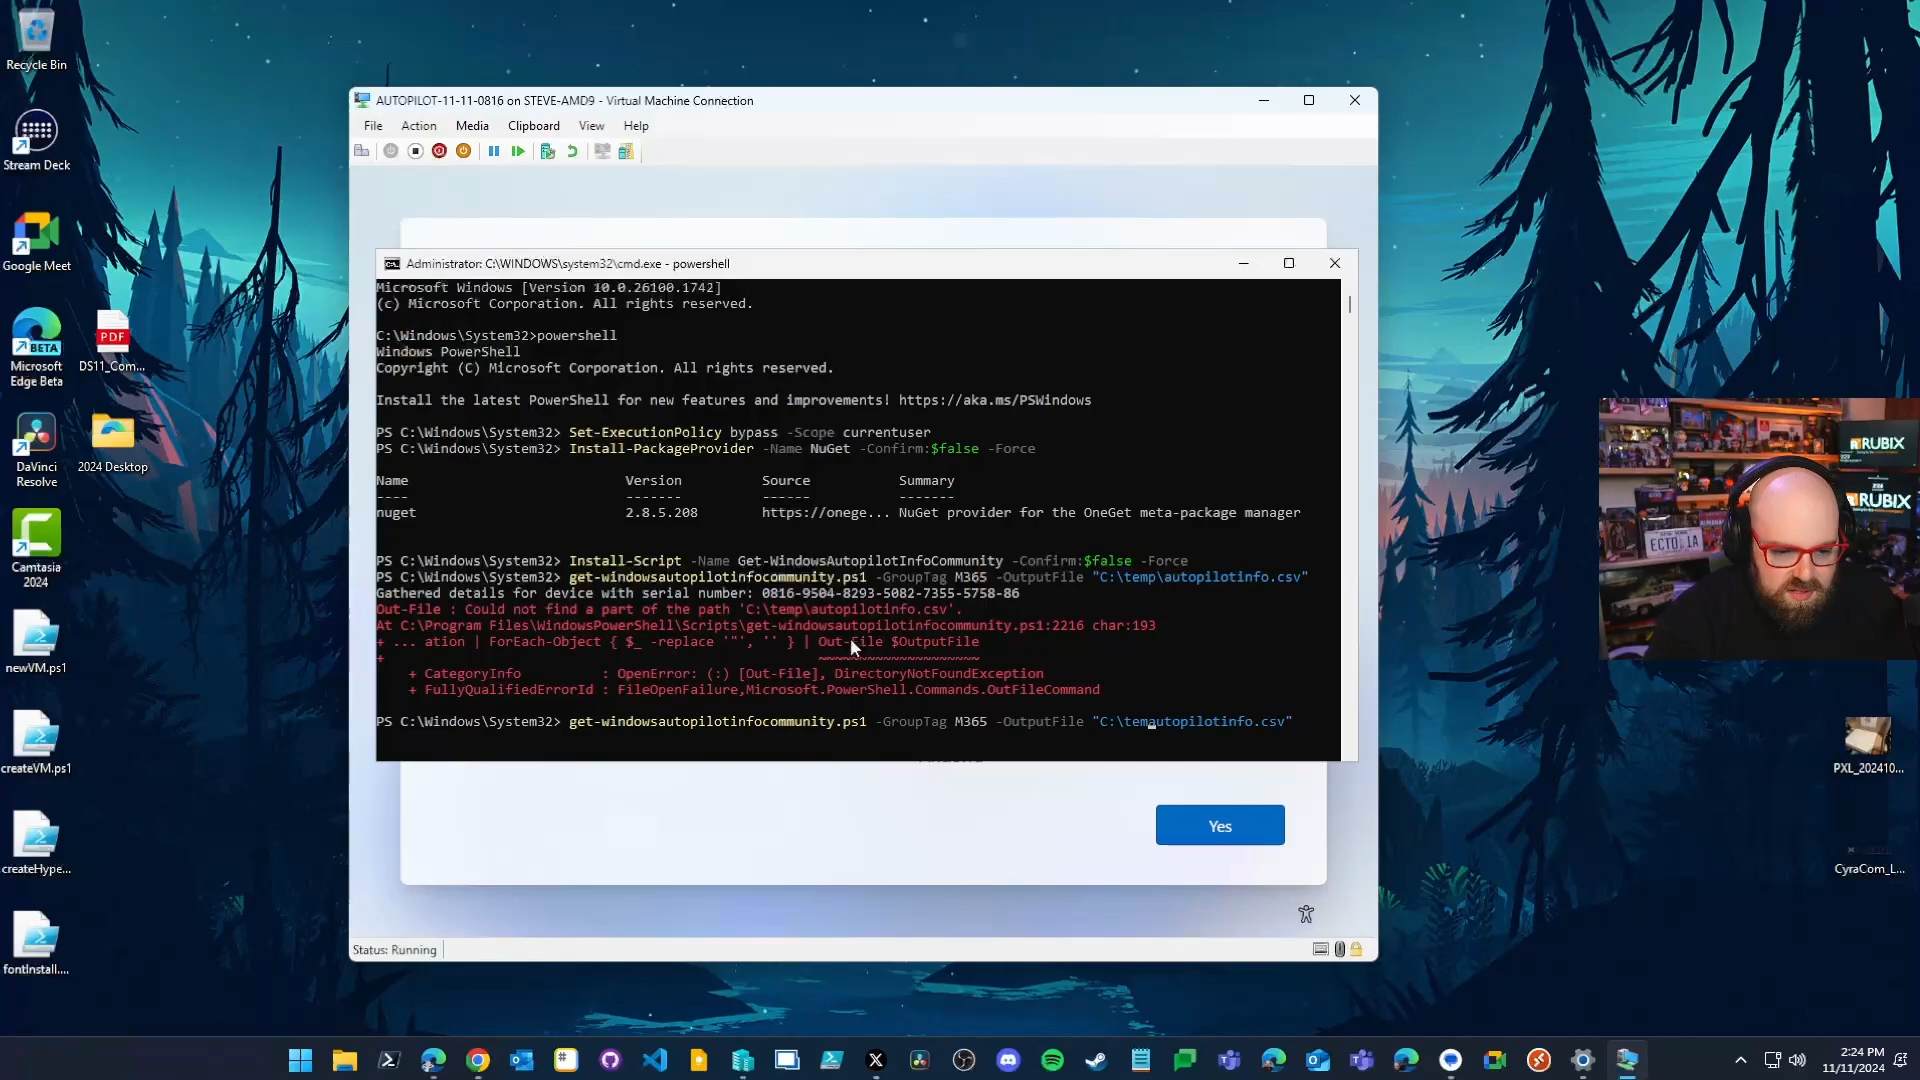 Recycle Bin
Stream Deck
Google Meet
BETA
Microsoft
Edge Beta
PDF
DS11_Com...
DaVinci
Resolve
2024 Desktop
Camtasia
2024
newVM.ps1
createVM.ps1
createHype...
fontInstall....
AUTOPILOT-11-11-0816 on STEVE-AMD9 - Virtual Machine Connection
File Action Media Clipboard View Help
Administrator: C:\WINDOWS\system32\cmd.exe - powershell
Microsoft Windows [Version 10.0.26100.1742]
(c) Microsoft Corporation. All rights reserved.
C:\Windows\System32>powershell
Windows PowerShell
Copyright (C) Microsoft Corporation. All rights reserved.
Install the latest PowerShell for new features and improvements! https://aka.ms/PSWindows
PS C:\Windows\System32> Set-ExecutionPolicy bypass -Scope currentuser
PS C:\Windows\System32> Install-PackageProvider -Name NuGet -Confirm:$false -Force
Name Version Source Summary
---- ------- ------ -------
nuget 2.8.5.208 https://onege... NuGet provider for the OneGet meta-package manager
PS C:\Windows\System32> Install-Script -Name Get-WindowsAutopilotInfoCommunity -Confirm:$false -Force
PS C:\Windows\System32> get-windowsautopilotinfocommunity.ps1 -GroupTag M365 -OutputFile "C:\temp\autopilotinfo.csv"
Gathered details for device with serial number: 0816-9504-8293-5082-7355-5758-86
Out-File : Could not find a part of the path 'C:\temp\autopilotinfo.csv'.
At C:\Program Files\WindowsPowerShell\Scripts\get-windowsautopilotinfocommunity.ps1:2216 char:193
+ ... ation | ForEach-Object { $_ -replace '"', '' } | Out-File $OutputFile
+ ~~~~~~~~~~~~~~~~~~~~
+ CategoryInfo : OpenError: (:) [Out-File], DirectoryNotFoundException
+ FullyQualifiedErrorId : FileOpenFailure,Microsoft.PowerShell.Commands.OutFileCommand
PS C:\Windows\System32> get-windowsautopilotinfocommunity.ps1 -GroupTag M365 -OutputFile "C:\temautopilotinfo.csv"
Yes
Status: Running
RUBIX
RUBIX
ECTO LA
PXL_202410...
CyraCom_L...
2:24 PM
11/11/2024